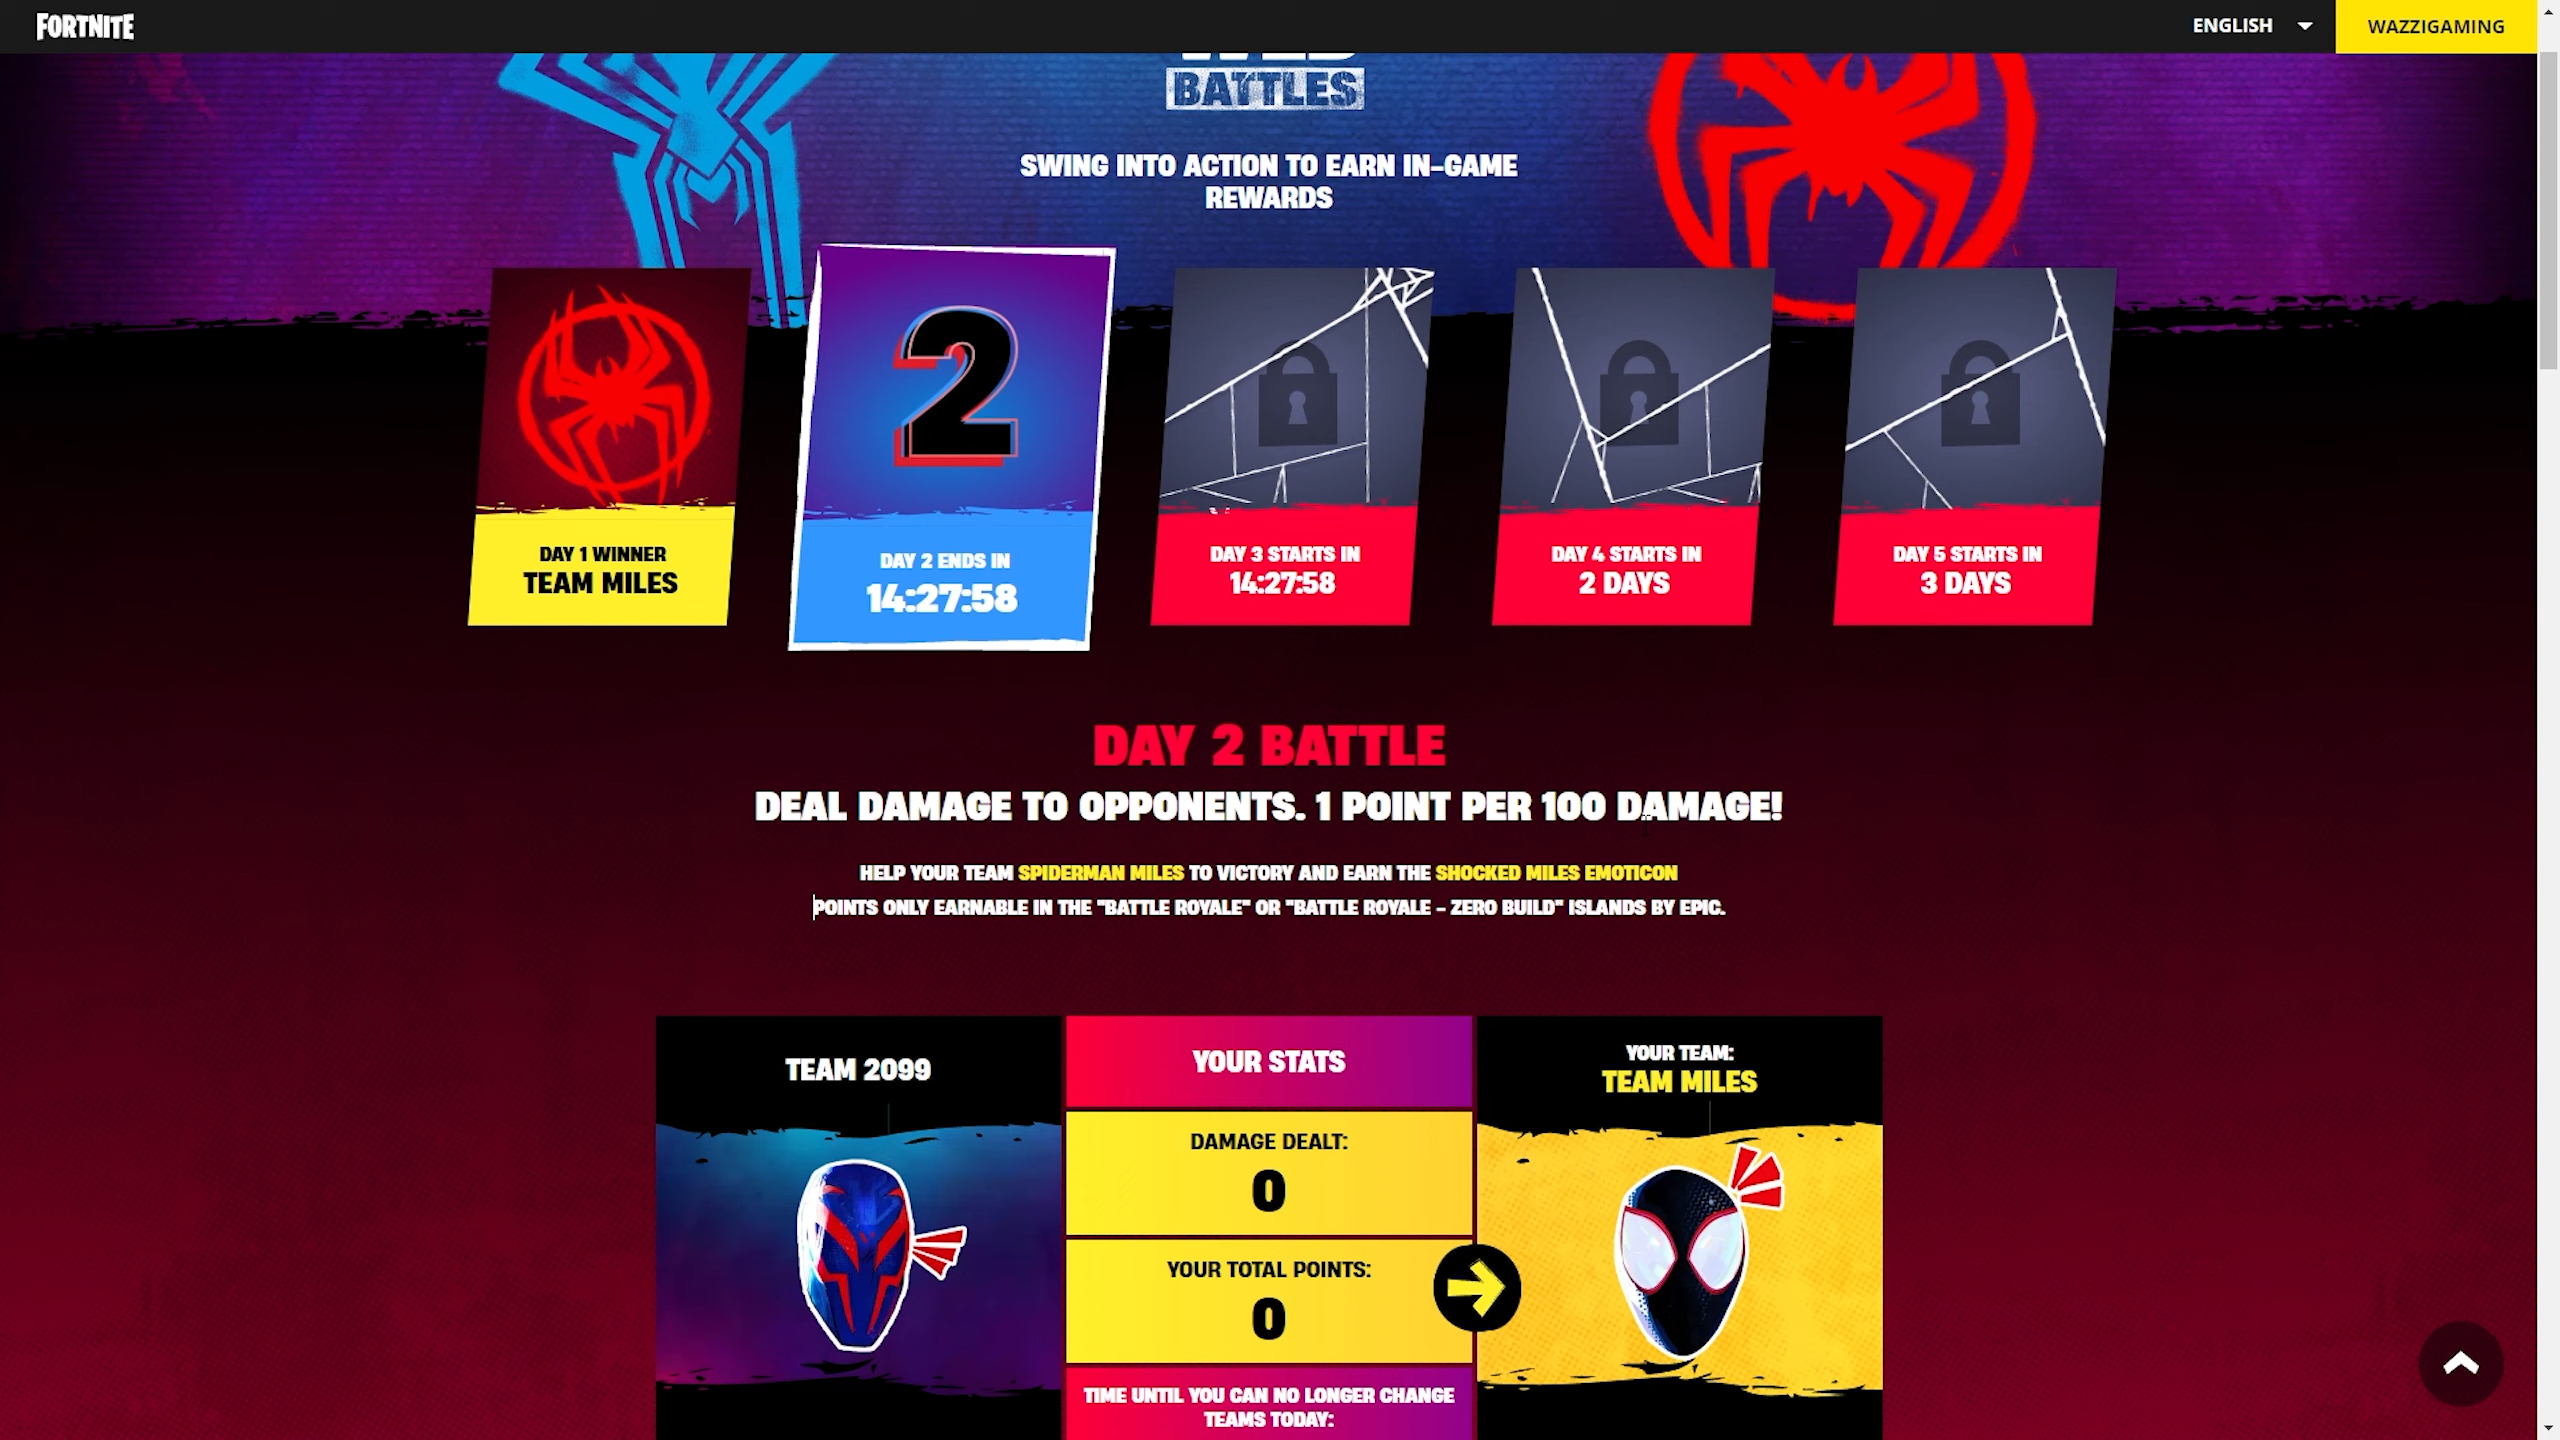 FORTNITE
ENGLISH
WAZZIGAMING
BATTLES
SWING INTO ACTION TO EARN IN-GAME
REWARDS
2
DAY 1 WINNER
TEAM MILES
DAY 2 ENDS IN
14:27:58
DAY 3 STARTS IN
14:27:58
DAY 4 STARTS IN
2 DAYS
DAY 5 STARTS IN
3 DAYS
DAY 2 BATTLE
DEAL DAMAGE TO OPPONENTS. 1 POINT PER 100 DAMAGE!
HELP YOUR TEAM SPIDERMAN MILES TO VICTORY AND EARN THE SHOCKED MILES EMOTICON
POINTS ONLY EARNABLE IN THE "BATTLE ROYALE" OR "BATTLE ROYALE - ZERO BUILD" ISLANDS BY EPIC.
TEAM 2099
YOUR STATS
DAMAGE DEALT:
0
YOUR TOTAL POINTS:
0
TIME UNTIL YOU CAN NO LONGER CHANGE
TEAMS TODAY:
YOUR TEAM:
TEAM MILES